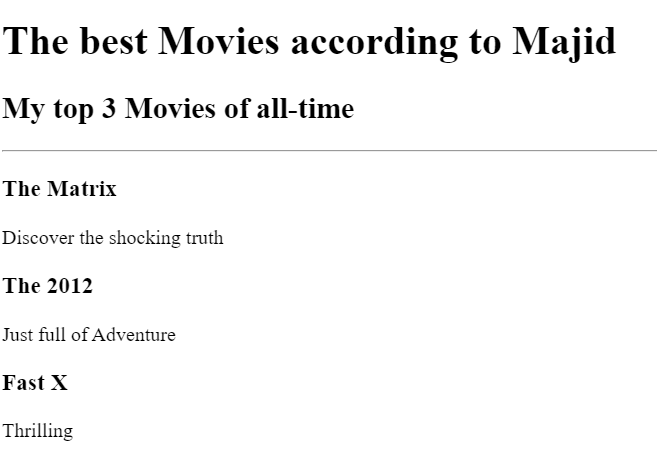 The best Movies according to Majid
My top 3 Movies of all-time
The Matrix
Discover the shocking truth
The 2012
Just full of Adventure
Fast X
Thrilling